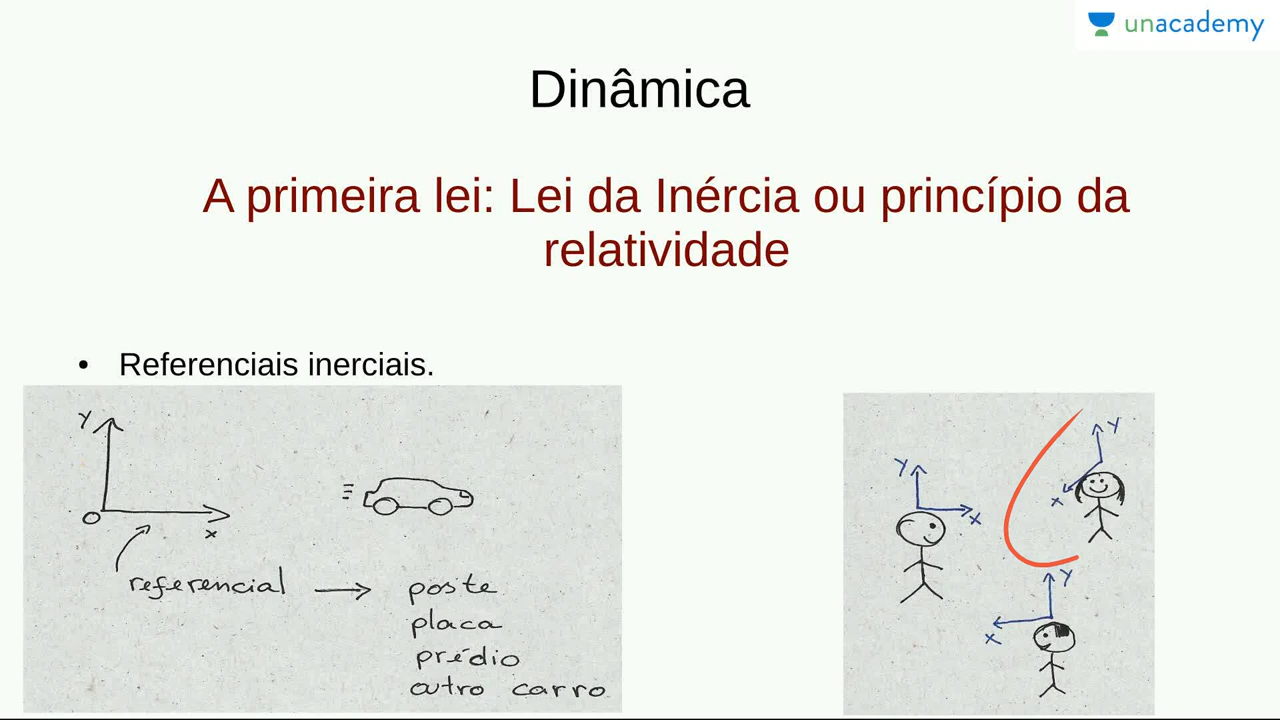 unacademy
Dinâmica
A primeira lei: Lei da Inércia ou princípio da
relatividade
• Referenciais inerciais.
Y
O
x
referencial → poste
placa
prédio
outro carro
Y
x
Y
x
Y
x